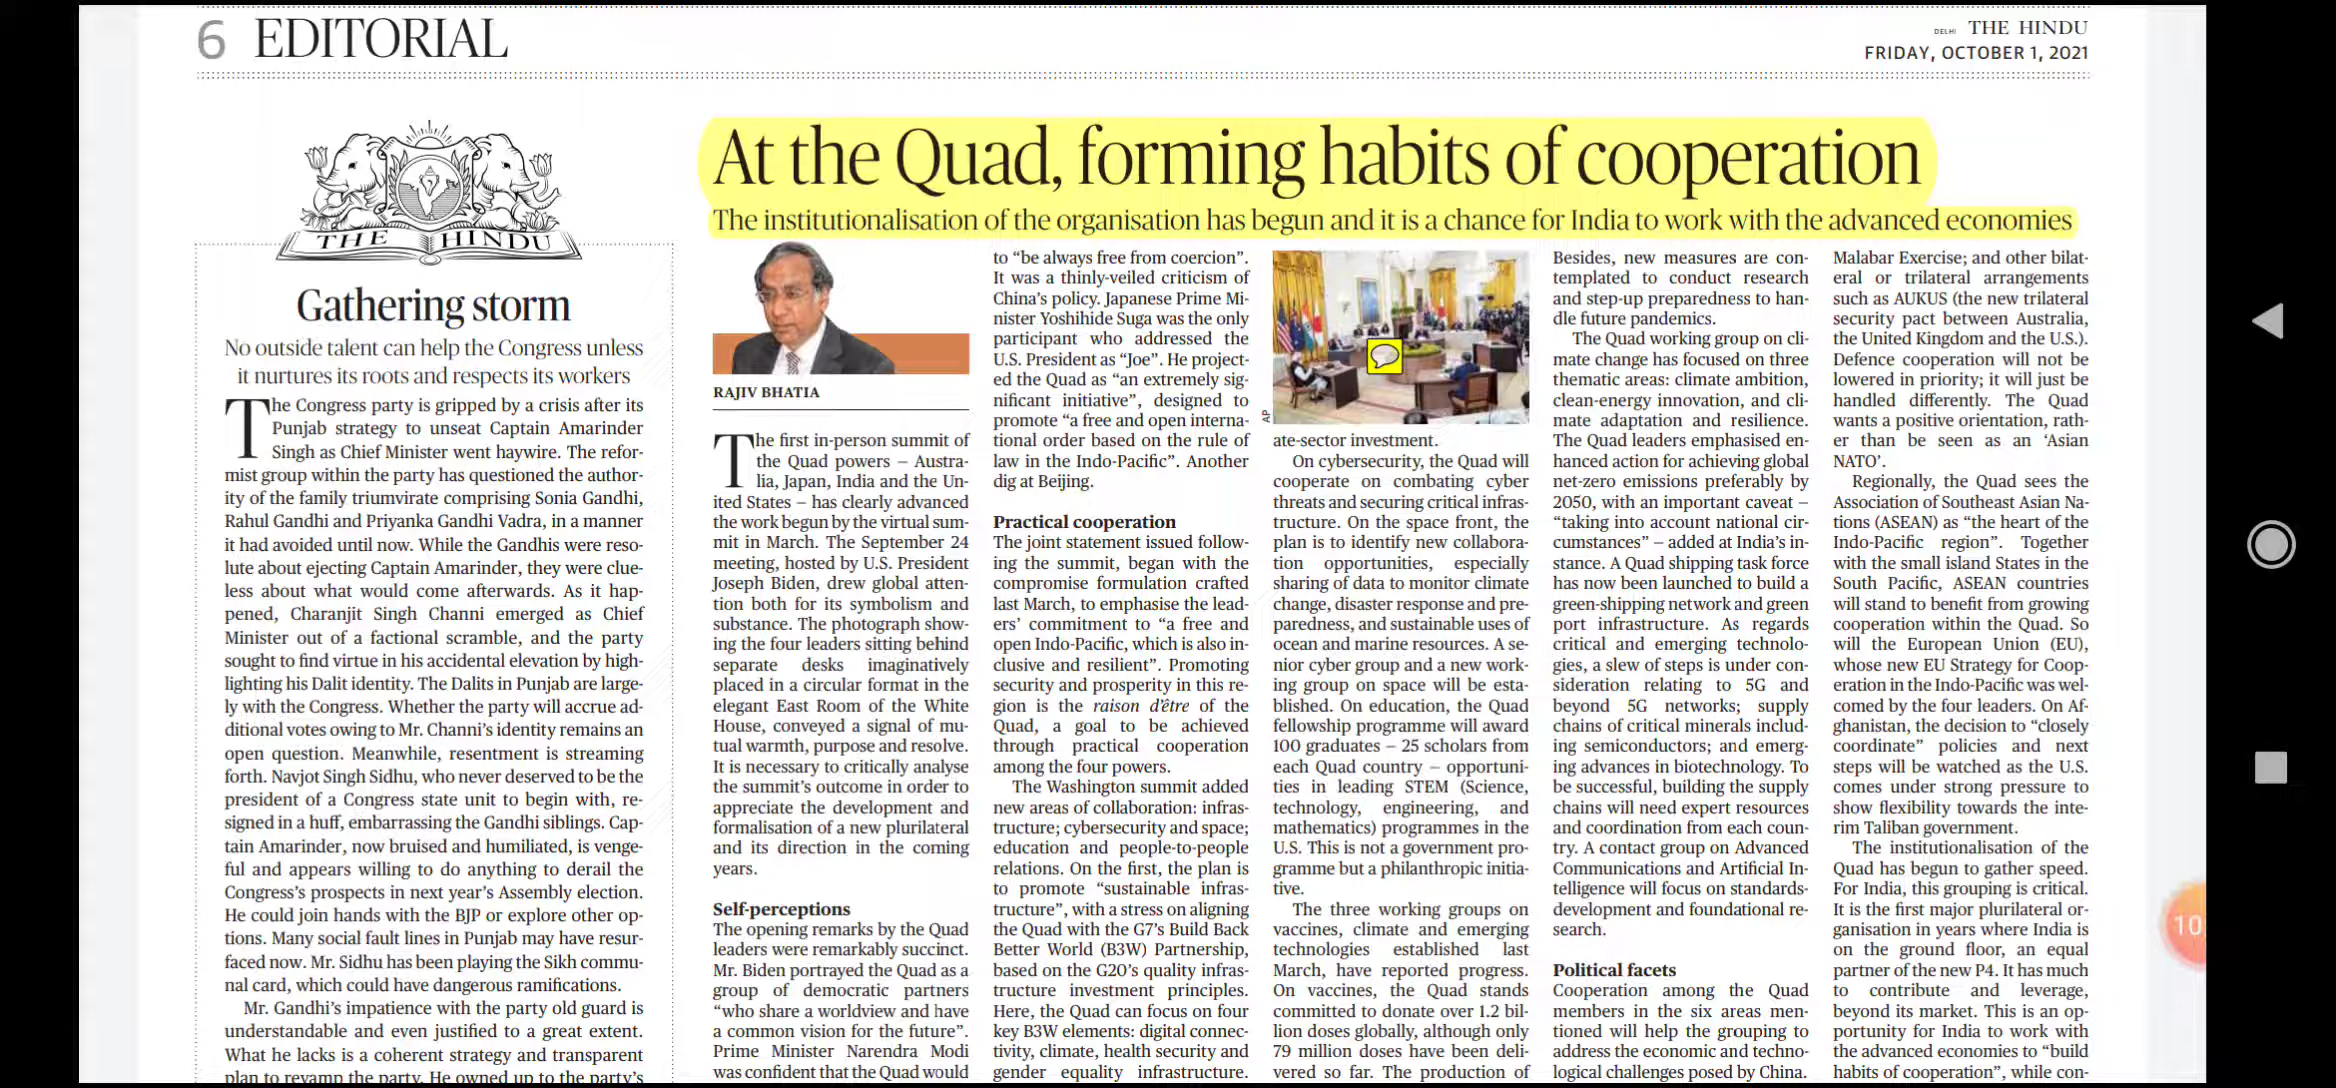 6 EDITORIAL
DELHI THE HINDU
FRIDAY, OCTOBER 1, 2021
THE HINDU
Gathering storm
No outside talent can help the Congress unless
it nurtures its roots and respects its workers
The Congress party is gripped by a crisis after its
Punjab strategy to unseat Captain Amarinder
Singh as Chief Minister went haywire. The refor-
mist group within the party has questioned the author-
ity of the family triumvirate comprising Sonia Gandhi,
Rahul Gandhi and Priyanka Gandhi Vadra, in a manner
it had avoided until now. While the Gandhis were reso-
lute about ejecting Captain Amarinder, they were clue-
less about what would come afterwards. As it hap-
pened, Charanjit Singh Channi emerged as Chief
Minister out of a factional scramble, and the party
sought to find virtue in his accidental elevation by high-
lighting his Dalit identity. The Dalits in Punjab are large-
ly with the Congress. Whether the party will accrue ad-
ditional votes owing to Mr. Channi's identity remains an
open question. Meanwhile, resentment is streaming
forth. Navjot Singh Sidhu, who never deserved to be the
president of a Congress state unit to begin with, re-
signed in a huff, embarrassing the Gandhi siblings. Cap-
tain Amarinder, now bruised and humiliated, is venge-
ful and appears willing to do anything to derail the
Congress's prospects in next year's Assembly election.
He could join hands with the BJP or explore other op-
tions. Many social fault lines in Punjab may have resur-
faced now. Mr. Sidhu has been playing the Sikh commu-
nal card, which could have dangerous ramifications.
Mr. Gandhi's impatience with the party old guard is
understandable and even justified to a great extent.
What he lacks is a coherent strategy and transparent
plan to revamp the party. He owned up to the party's
At the Quad, forming habits of cooperation
The institutionalisation of the organisation has begun and it is a chance for India to work with the advanced economies
RAJIV BHATIA
The first in-person summit of
the Quad powers – Austra-
lia, Japan, India and the Un-
ited States – has clearly advanced
the work begun by the virtual sum-
mit in March. The September 24
meeting, hosted by U.S. President
Joseph Biden, drew global atten-
tion both for its symbolism and
substance. The photograph show-
ing the four leaders sitting behind
separate desks imaginatively
placed in a circular format in the
elegant East Room of the White
House, conveyed a signal of mu-
tual warmth, purpose and resolve.
It is necessary to critically analyse
the summit's outcome in order to
appreciate the development and
formalisation of a new plurilateral
and its direction in the coming
years.
Self-perceptions
The opening remarks by the Quad
leaders were remarkably succinct.
Mr. Biden portrayed the Quad as a
group of democratic partners
“who share a worldview and have
a common vision for the future”.
Prime Minister Narendra Modi
was confident that the Quad would
to “be always free from coercion”.
It was a thinly-veiled criticism of
China's policy. Japanese Prime Mi-
nister Yoshihide Suga was the only
participant who addressed the
U.S. President as “Joe”. He project-
ed the Quad as “an extremely sig-
nificant initiative”, designed to
promote “a free and open interna-
tional order based on the rule of
law in the Indo-Pacific”. Another
dig at Beijing.
Practical cooperation
The joint statement issued follow-
ing the summit, began with the
compromise formulation crafted
last March, to emphasise the lead-
ers' commitment to “a free and
open Indo-Pacific, which is also in-
clusive and resilient”. Promoting
security and prosperity in this re-
gion is the raison d'être of the
Quad, a goal to be achieved
through practical cooperation
among the four powers.
The Washington summit added
new areas of collaboration: infras-
tructure; cybersecurity and space;
education and people-to-people
relations. On the first, the plan is
to promote “sustainable infras-
tructure”, with a stress on aligning
the Quad with the G7's Build Back
Better World (B3W) Partnership,
based on the G20's quality infras-
tructure investment principles.
Here, the Quad can focus on four
key B3W elements: digital connec-
tivity, climate, health security and
gender equality infrastructure.
AP
ate-sector investment.
On cybersecurity, the Quad will
cooperate on combating cyber
threats and securing critical infras-
tructure. On the space front, the
plan is to identify new collabora-
tion opportunities, especially
sharing of data to monitor climate
change, disaster response and pre-
paredness, and sustainable uses of
ocean and marine resources. A se-
nior cyber group and a new work-
ing group on space will be esta-
blished. On education, the Quad
fellowship programme will award
100 graduates – 25 scholars from
each Quad country – opportuni-
ties in leading STEM (Science,
technology, engineering, and
mathematics) programmes in the
U.S. This is not a government pro-
gramme but a philanthropic initia-
tive.
The three working groups on
vaccines, climate and emerging
technologies established last
March, have reported progress.
On vaccines, the Quad stands
committed to donate over 1.2 bil-
lion doses globally, although only
79 million doses have been deli-
vered so far. The production of
Besides, new measures are con-
templated to conduct research
and step-up preparedness to han-
dle future pandemics.
The Quad working group on cli-
mate change has focused on three
thematic areas: climate ambition,
clean-energy innovation, and cli-
mate adaptation and resilience.
The Quad leaders emphasised en-
hanced action for achieving global
net-zero emissions preferably by
2050, with an important caveat –
“taking into account national cir-
cumstances” – added at India's in-
stance. A Quad shipping task force
has now been launched to build a
green-shipping network and green
port infrastructure. As regards
critical and emerging technolo-
gies, a slew of steps is under con-
sideration relating to 5G and
beyond 5G networks; supply
chains of critical minerals includ-
ing semiconductors; and emerg-
ing advances in biotechnology. To
be successful, building the supply
chains will need expert resources
and coordination from each coun-
try. A contact group on Advanced
Communications and Artificial In-
telligence will focus on standards-
development and foundational re-
search.
Political facets
Cooperation among the Quad
members in the six areas men-
tioned will help the grouping to
address the economic and techno-
logical challenges posed by China.
Malabar Exercise; and other bilat-
eral or trilateral arrangements
such as AUKUS (the new trilateral
security pact between Australia,
the United Kingdom and the U.S.).
Defence cooperation will not be
lowered in priority; it will just be
handled differently. The Quad
wants a positive orientation, rath-
er than be seen as an ‘Asian
NATO’.
Regionally, the Quad sees the
Association of Southeast Asian Na-
tions (ASEAN) as “the heart of the
Indo-Pacific region”. Together
with the small island States in the
South Pacific, ASEAN countries
will stand to benefit from growing
cooperation within the Quad. So
will the European Union (EU),
whose new EU Strategy for Coop-
eration in the Indo-Pacific was wel-
comed by the four leaders. On Af-
ghanistan, the decision to “closely
coordinate” policies and next
steps will be watched as the U.S.
comes under strong pressure to
show flexibility towards the inte-
rim Taliban government.
The institutionalisation of the
Quad has begun to gather speed.
For India, this grouping is critical.
It is the first major plurilateral or-
ganisation in years where India is
on the ground floor, an equal
partner of the new P4. It has much
to contribute and leverage,
beyond its market. This is an op-
portunity for India to work with
the advanced economies to “build
habits of cooperation”, while con-
10